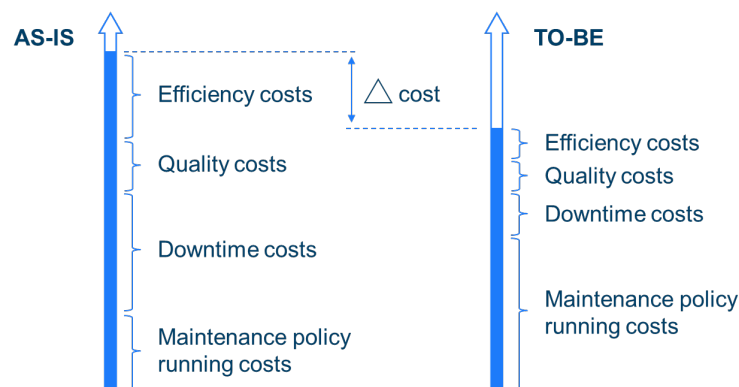 AS-IS
TO-BE
Efficiency costs
△ cost
Quality costs
Downtime costs
Maintenance policy
running costs
Efficiency costs
Quality costs
Downtime costs
Maintenance policy
running costs